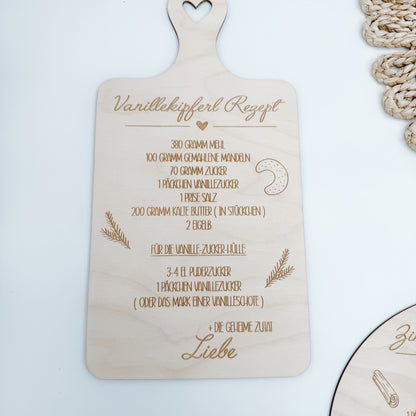 Vanillekipferl Rezept
380 GRAMM MEHL
100 GRAMM GEMAHLENE MANDELN
70 GRAMM ZUCKER
1 PÄCKCHEN VANILLEZUCKER
1 PRISE SALZ
200 GRAMM KALTE BUTTER ( IN STÜCKCHEN )
2 EIGELB
FÜR DIE VANILLE-ZUCKER-HÜLLE
3-4 EL PUDERZUCKER
1 PÄCKCHEN VANILLEZUCKER
( ODER DAS MARK EINER VANILLESCHOTE )
+ DIE GEHEIME ZUTAT
Liebe